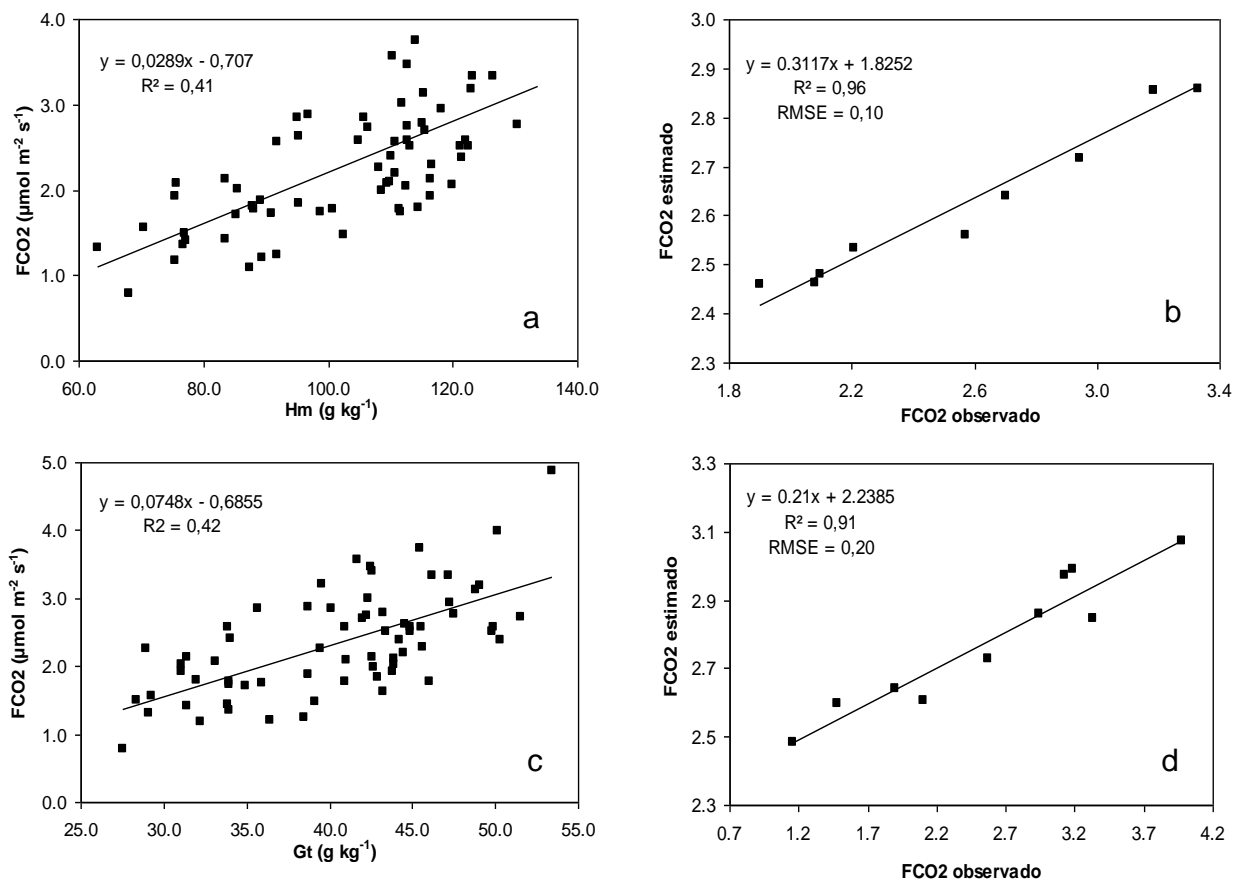 4.0
3.0
2.0
1.0
0.0
FCO2 (µmol m⁻² s⁻¹)
y = 0,0289x - 0,707
R² = 0,41
a
60.0 80.0 100.0 120.0 140.0
Hm (g kg⁻¹)
3.0
2.9
2.8
2.7
2.6
2.5
2.4
2.3
FCO2 estimado
y = 0.3117x + 1.8252
R² = 0,96
RMSE = 0,10
b
1.8 2.2 2.6 3.0 3.4
FCO2 observado
5.0
4.0
3.0
2.0
1.0
0.0
FCO2 (µmol m⁻² s⁻¹)
y = 0,0748x - 0,6855
R2 = 0,42
c
25.0 30.0 35.0 40.0 45.0 50.0 55.0
Gt (g kg⁻¹)
3.3
3.1
2.9
2.7
2.5
2.3
FCO2 estimado
y = 0.21x + 2.2385
R² = 0,91
RMSE = 0,20
d
0.7 1.2 1.7 2.2 2.7 3.2 3.7 4.2
FCO2 observado